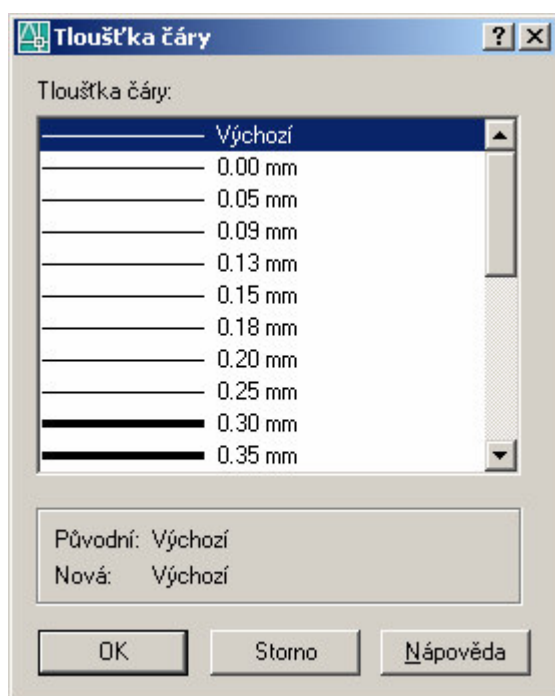 Tloušťka čáry
Tloušťka čáry:
Výchozí
0.00 mm
0.05 mm
0.09 mm
0.13 mm
0.15 mm
0.18 mm
0.20 mm
0.25 mm
0.30 mm
0.35 mm
Původní: Výchozí
Nová: Výchozí
OK Storno Nápověda